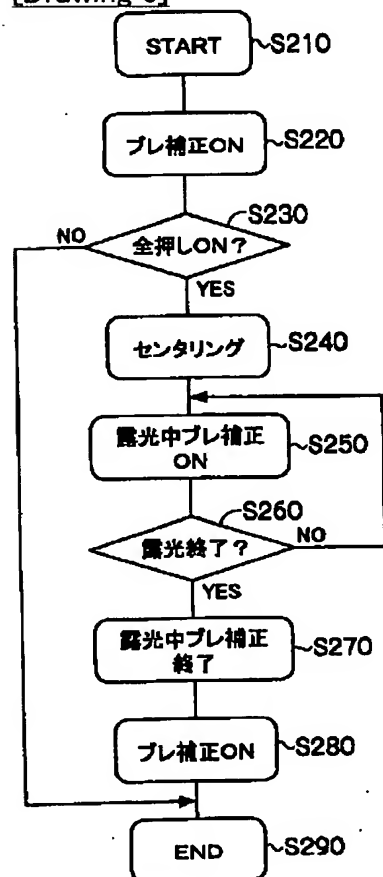 START
S210
ブレ補正ON
S220
S230
全押しON？
NO
YES
センタリング
S240
露光中ブレ補正
ON
S250
S260
露光終了？
NO
YES
露光中ブレ補正
終了
S270
ブレ補正ON
S280
END
S290